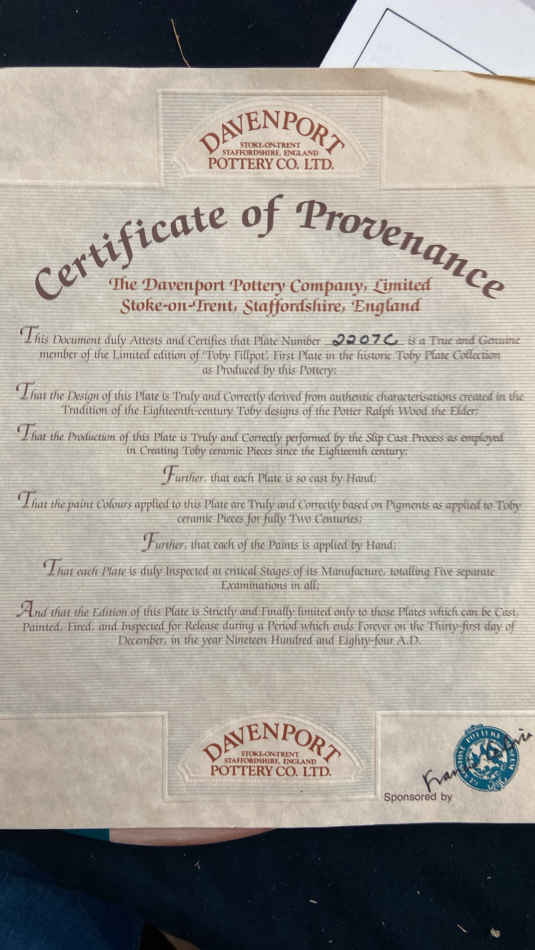 DAVENPORT
STOKE-ON-TRENT
STAFFORDSHIRE, ENGLAND
POTTERY CO. LTD.
Certificate of Provenance
The Davenport Pottery Company, Limited
Stoke-on-Trent, Staffordshire, England
This Document duly Attests and Certifies that Plate Number 2207C is a True and Genuine
member of the Limited edition of 'Toby Fillpot', First Plate in the historic Toby Plate Collection
as Produced by this Pottery;
That the Design of this Plate is Truly and Correctly derived from authentic characterisations created in the
Tradition of the Eighteenth-century Toby designs of the Potter Ralph Wood the Elder;
That the Production of this Plate is Truly and Correctly performed by the Slip Cast Process as employed
in Creating Toby ceramic Pieces since the Eighteenth century;
Further, that each Plate is so cast by Hand;
That the paint Colours applied to this Plate are Truly and Correctly based on Pigments as applied to Toby
ceramic Pieces for fully Two Centuries;
Further, that each of the Paints is applied by Hand;
That each Plate is duly Inspected at critical Stages of its Manufacture, totalling Five separate
Examinations in all;
And that the Edition of this Plate is Strictly and Finally limited only to those Plates which can be Cast,
Painted, Fired, and Inspected for Release during a Period which ends Forever on the Thirty-first day of
December, in the year Nineteen Hundred and Eighty-four A.D.
DAVENPORT
STOKE-ON-TRENT
STAFFORDSHIRE, ENGLAND
POTTERY CO. LTD.
Sponsored by